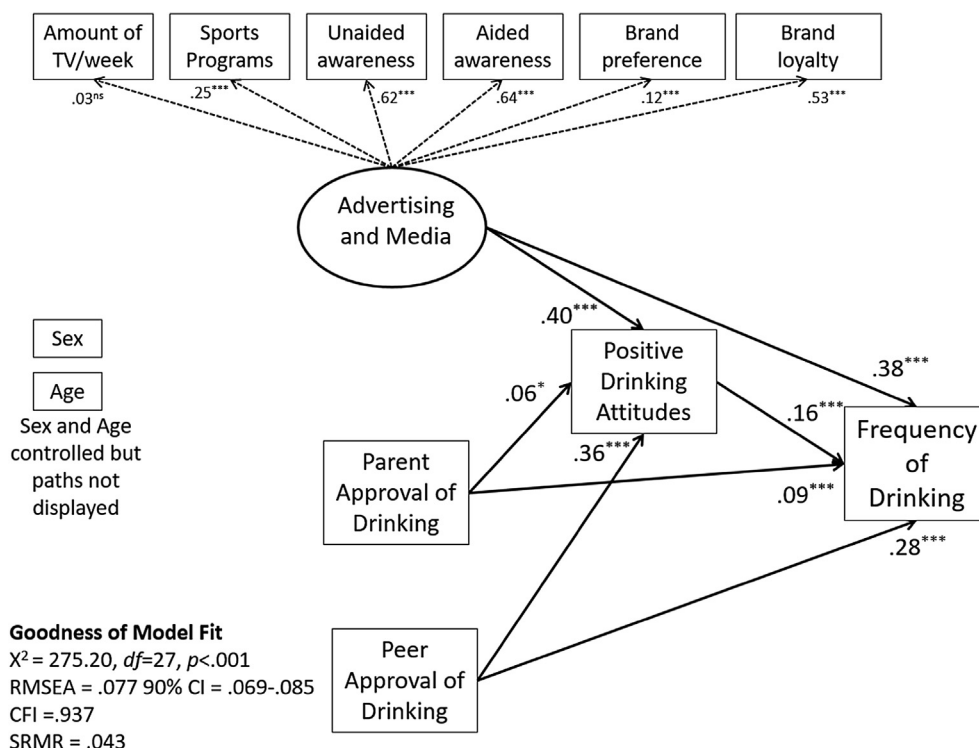 Amount of
TV/week
Sports
Programs
Unaided
awareness
Aided
awareness
Brand
preference
Brand
loyalty
.03ns
.25***
.62***
.64***
.12***
.53***
Advertising
and Media
.40***
Sex
Positive
Drinking
Attitudes
.38***
Age
.06*
.16***
Sex and Age
controlled but
paths not
displayed
Frequency
of
Drinking
.36***
Parent
Approval of
Drinking
.09***
.28***
Peer
Approval of
Drinking
Goodness of Model Fit
X² = 275.20, df=27, p<.001
RMSEA = .077 90% CI = .069-.085
CFI =.937
SRMR = .043